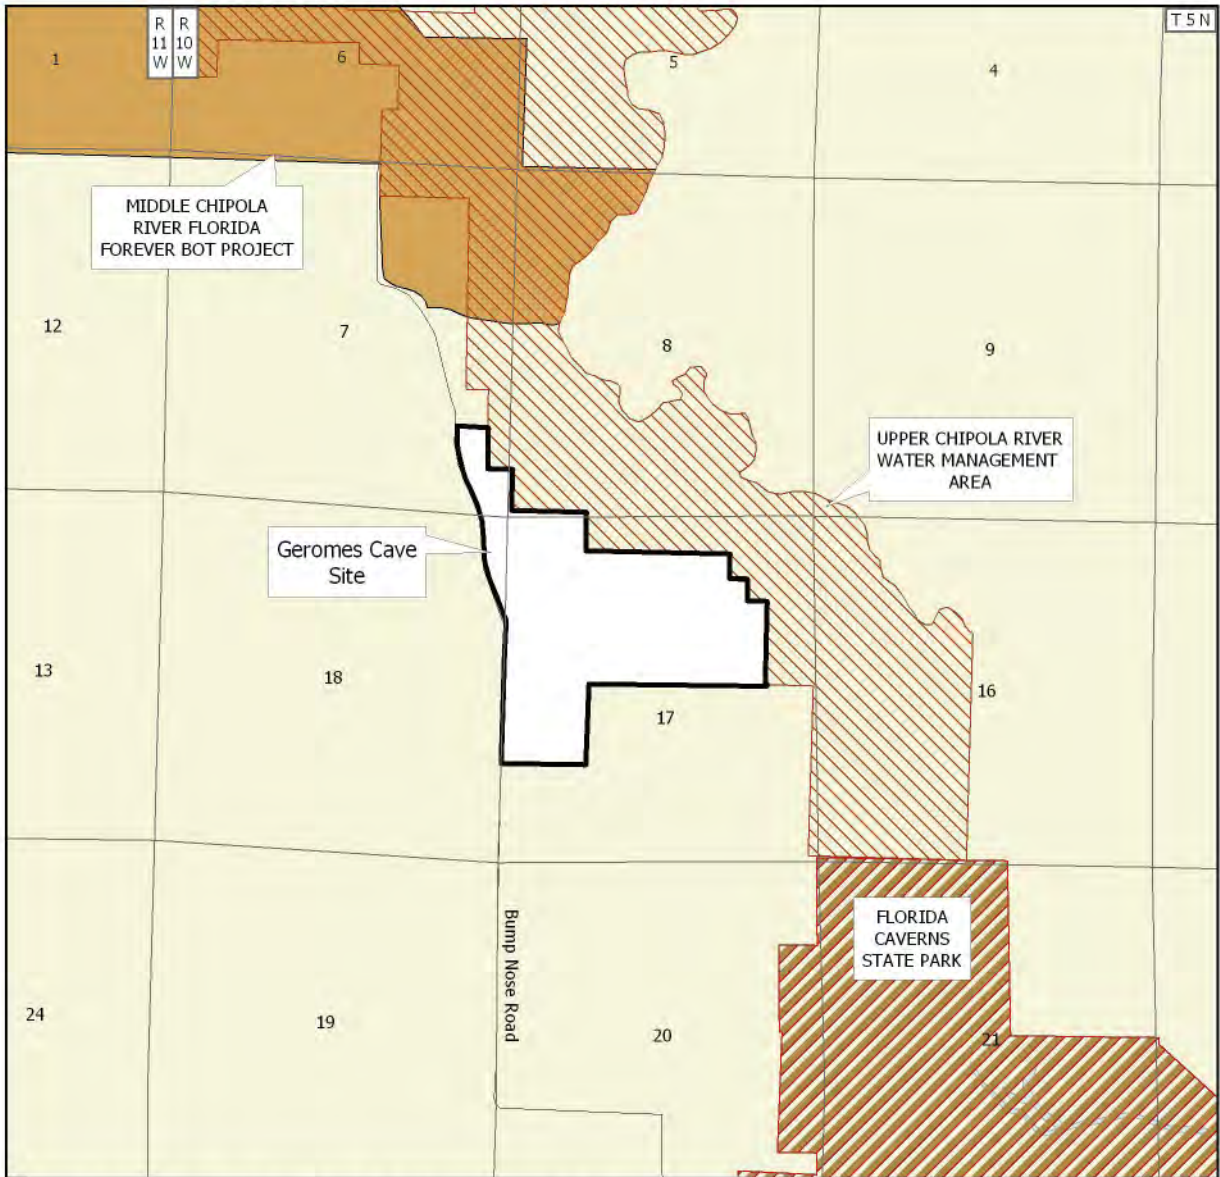 R
11
W
R
10
W
T 5 N
1
6
5
4
MIDDLE CHIPOLA
RIVER FLORIDA
FOREVER BOT PROJECT
12
7
8
9
UPPER CHIPOLA RIVER
WATER MANAGEMENT
AREA
Geromes Cave
Site
13
18
17
16
FLORIDA
CAVERNS
STATE PARK
Bump Nose Road
24
19
20
21